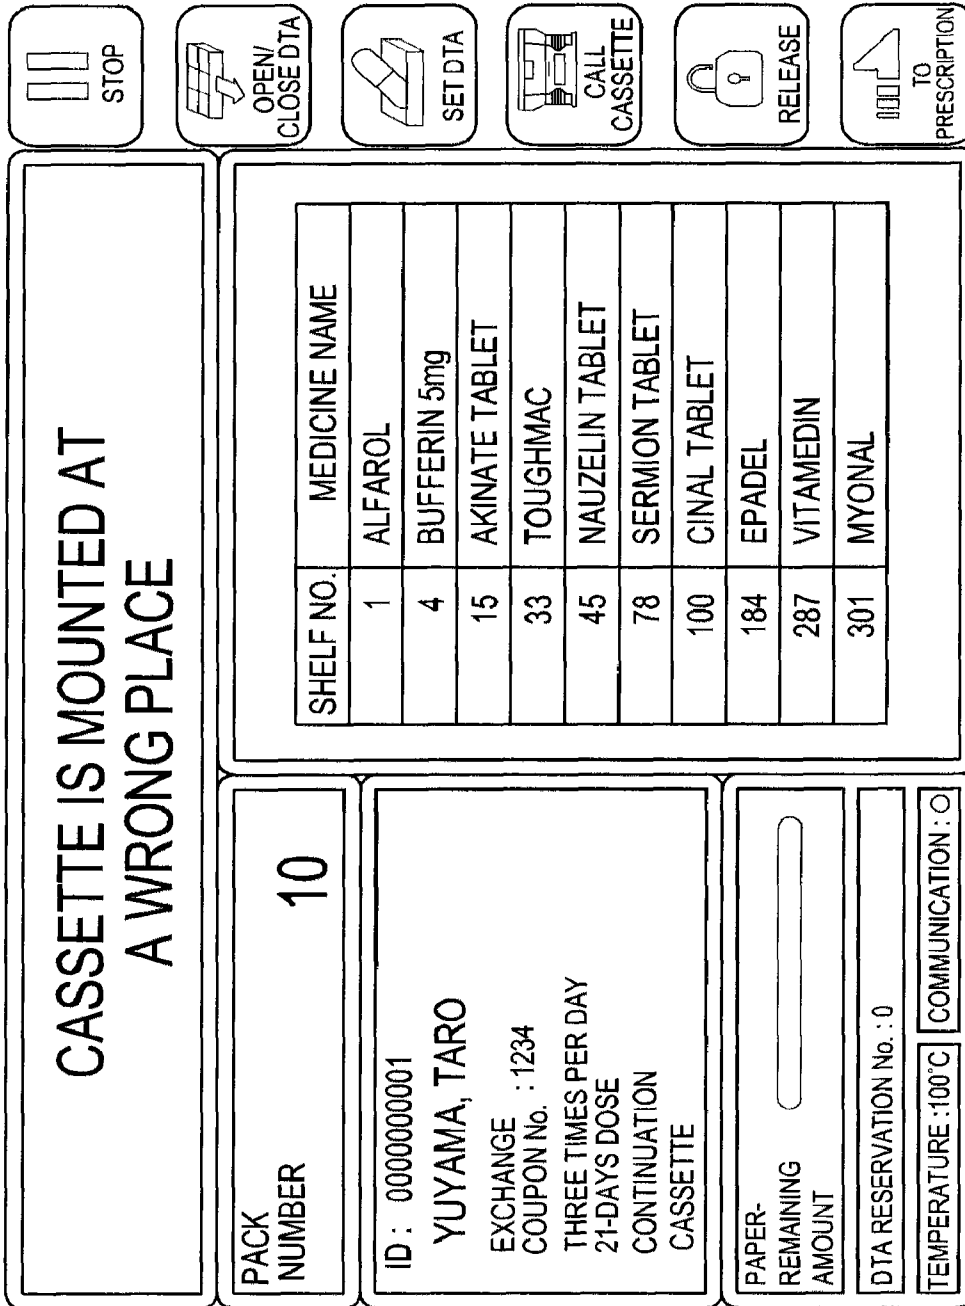 CASSETTE IS MOUNTED AT
A WRONG PLACE
PACK
NUMBER
10
ID : 0000000001
YUYAMA, TARO
EXCHANGE
COUPON No. : 1234
THREE TIMES PER DAY
21-DAYS DOSE
CONTINUATION
CASSETTE
PAPER-
REMAINING
AMOUNT
DTA RESERVATION No. : 0
TEMPERATURE :100°C COMMUNICATION : ○
SHELF NO. MEDICINE NAME
1 ALFAROL
4 BUFFERIN 5mg
15 AKINATE TABLET
33 TOUGHMAC
45 NAUZELIN TABLET
78 SERMION TABLET
100 CINAL TABLET
184 EPADEL
287 VITAMEDIN
301 MYONAL
STOP
OPEN/
CLOSE DTA
SET DTA
CALL
CASSETTE
RELEASE
TO
PRESCRIPTION